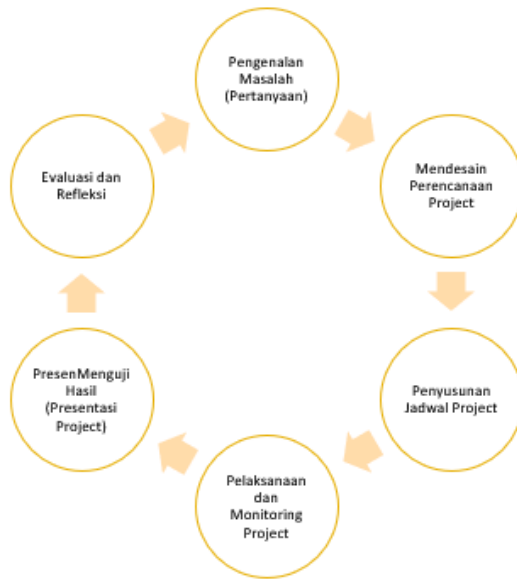 Pengenalan
Masalah
(Pertanyaan)
Mendesain
Perencanaan
Project
Penyusunan
Jadwal Project
Pelaksanaan
dan
Monitoring
Project
PresenMenguji
Hasil
(Presentasi
Project)
Evaluasi dan
Refleksi